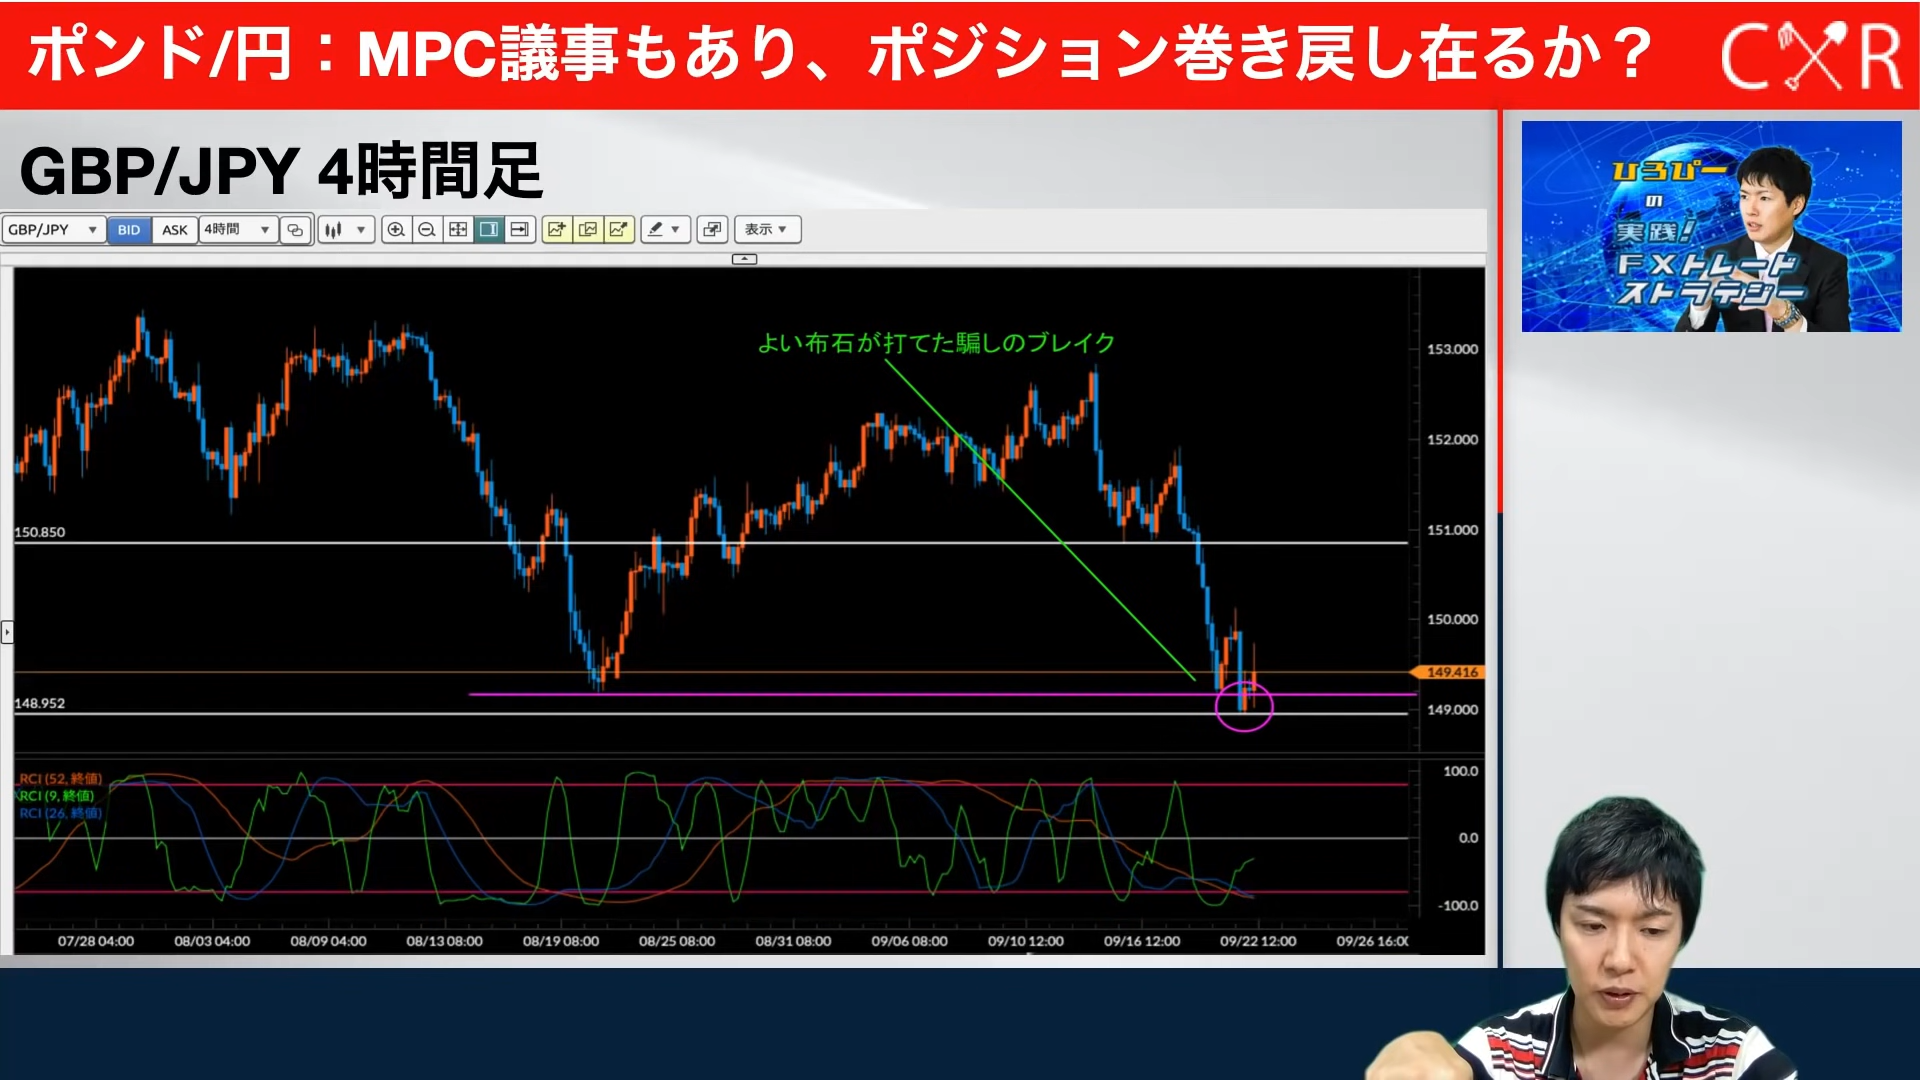 ポンド/円：MPC議事もあり、ポジション巻き戻し在るか？
CXR
GBP/JPY 4時間足
ひろぴー
の
実践！
FXトレード
ストラテジー
GBP/JPY BID ASK 4時間 表示
よい布石が打てた騙しのブレイク
153.000
152.000
150.850
151.000
150.000
149.416
148.952
149.000
RCI (52, 終値)
RCI (9, 終値)
RCI (26, 終値)
100.0
0.0
-100.0
07/28 04:00 08/03 04:00 08/09 04:00 08/13 08:00 08/19 08:00 08/25 08:00 08/31 08:00 09/06 08:00 09/10 12:00 09/16 12:00 09/22 12:00 09/26 16:00